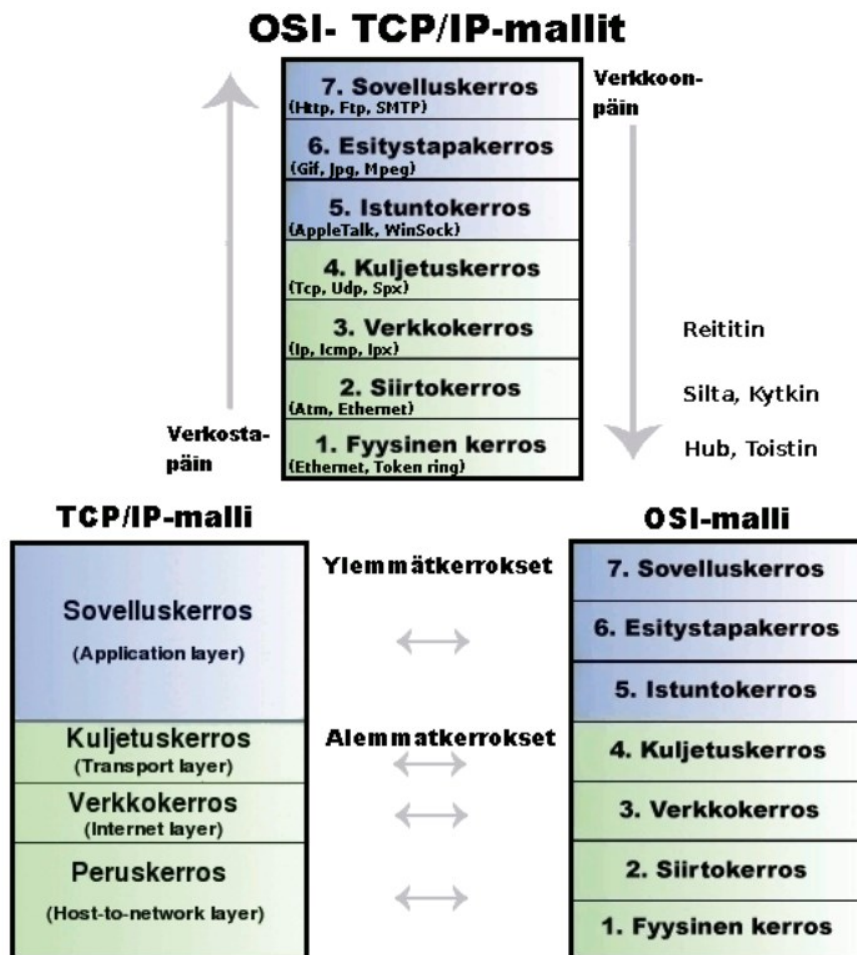 OSI- TCP/IP-mallit
Verkkoon-
päin
7. Sovelluskerros
(Http, Ftp, SMTP)
6. Esitystapakerros
(Gif, Jpg, Mpeg)
5. Istuntokerros
(AppleTalk, WinSock)
4. Kuljetuskerros
(Tcp, Udp, Spx)
3. Verkkokerros
(Ip, Icmp, Ipx)
Reititin
2. Siirtokerros
(Atm, Ethernet)
Silta, Kytkin
1. Fyysinen kerros
(Ethernet, Token ring)
Hub, Toistin
Verkosta-
päin
TCP/IP-malli
Sovelluskerros
(Application layer)
Kuljetuskerros
(Transport layer)
Verkkokerros
(Internet layer)
Peruskerros
(Host-to-network layer)
Ylemmätkerrokset
Alemmatkerrokset
OSI-malli
7. Sovelluskerros
6. Esitystapakerros
5. Istuntokerros
4. Kuljetuskerros
3. Verkkokerros
2. Siirtokerros
1. Fyysinen kerros